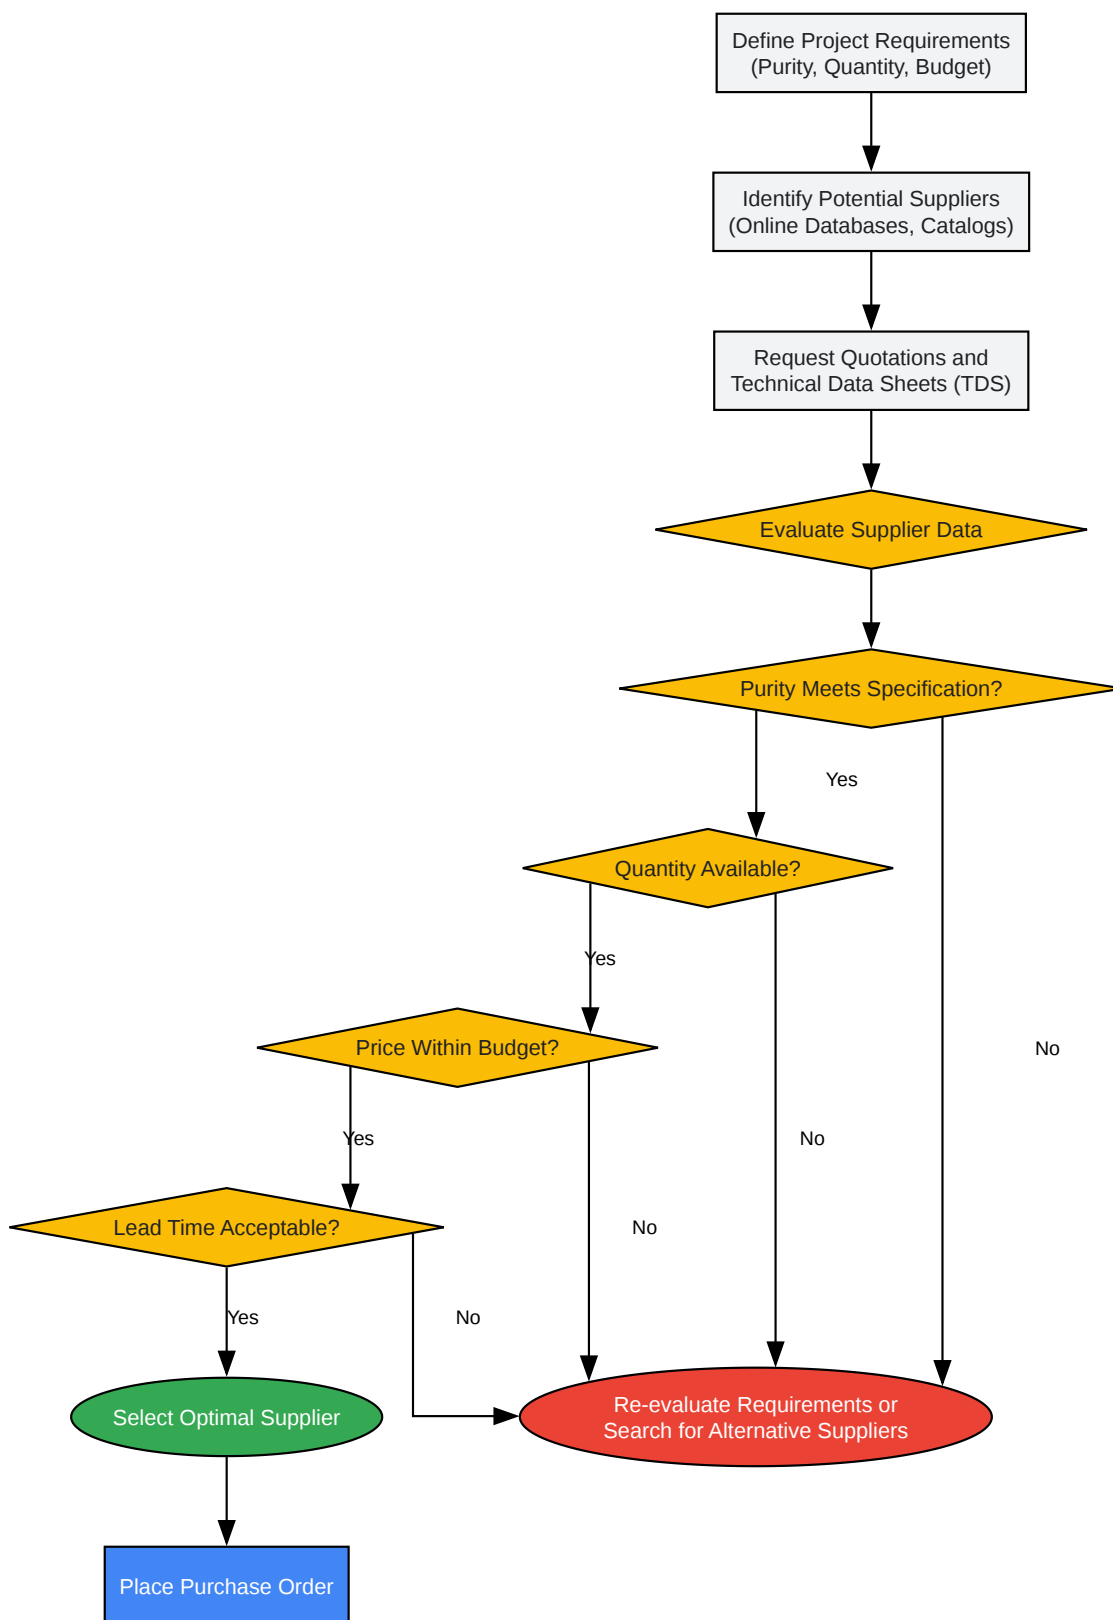 Define Project Requirements
(Purity, Quantity, Budget)
Identify Potential Suppliers
(Online Databases, Catalogs)
Request Quotations and
Technical Data Sheets (TDS)
Evaluate Supplier Data
Purity Meets Specification?
Yes
Quantity Available?
Yes
Price Within Budget?
No
Yes
No
Lead Time Acceptable?
No
Yes
No
Select Optimal Supplier
Re-evaluate Requirements or
Search for Alternative Suppliers
Place Purchase Order